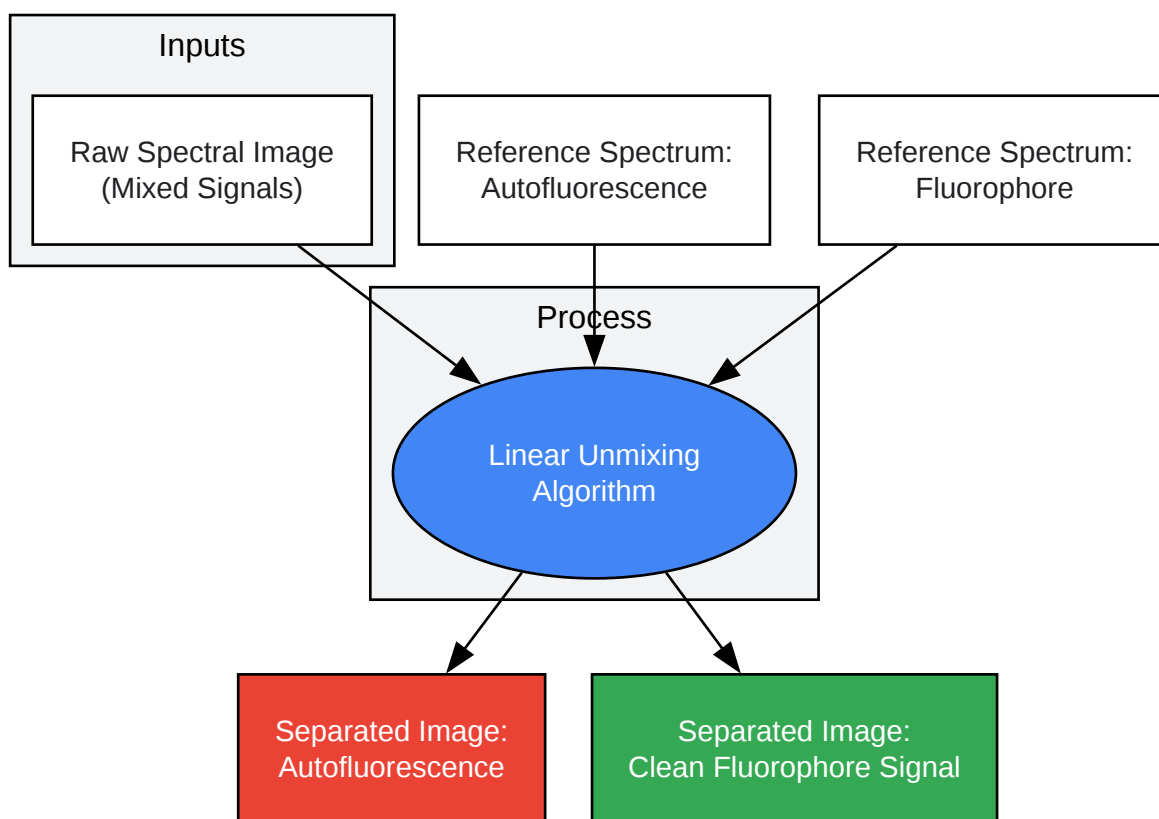 Inputs
Raw Spectral Image
(Mixed Signals)
Reference Spectrum:
Autofluorescence
Reference Spectrum:
Fluorophore
Process
Linear Unmixing
Algorithm
Separated Image:
Autofluorescence
Separated Image:
Clean Fluorophore Signal